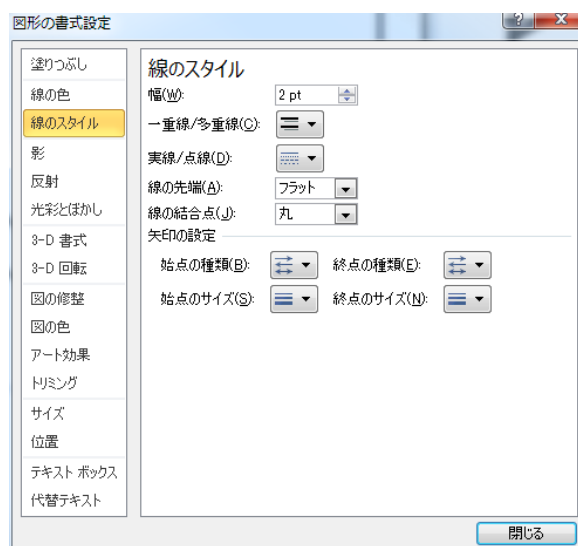 図形の書式設定
塗りつぶし
線の色
線のスタイル
影
反射
光彩とぼかし
3-D 書式
3-D 回転
図の修整
図の色
アート効果
トリミング
サイズ
位置
テキスト ボックス
代替テキスト
線のスタイル
幅(W): 2 pt
一重線/多重線(C):
実線/点線(D):
線の先端(A): フラット
線の結合点(J): 丸
矢印の設定
始点の種類(B): 終点の種類(E):
始点のサイズ(S): 終点のサイズ(N):
閉じる